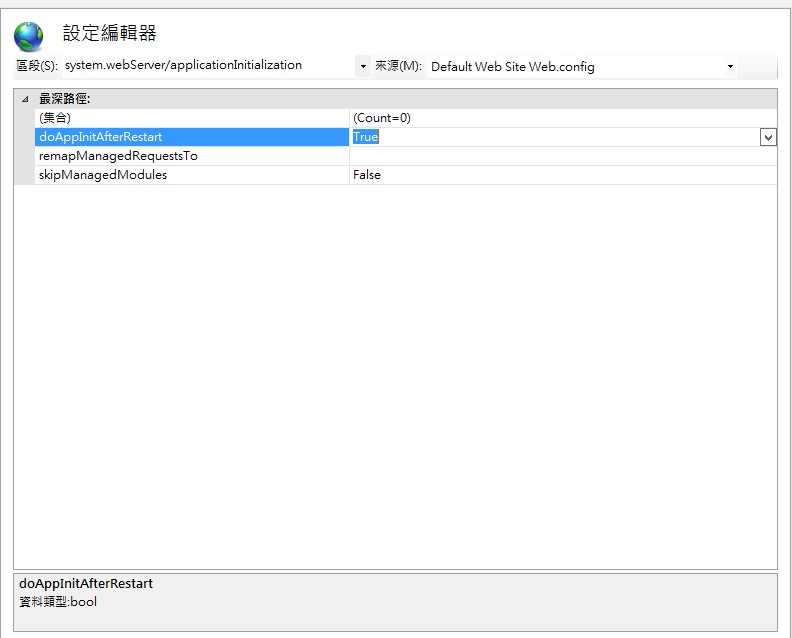 設定編輯器
區段(S): system.webServer/applicationInitialization 來源(M): Default Web Site Web.config
最深路徑:
(集合) (Count=0)
doAppInitAfterRestart True
remapManagedRequestsTo
skipManagedModules False
doAppInitAfterRestart
資料類型:bool